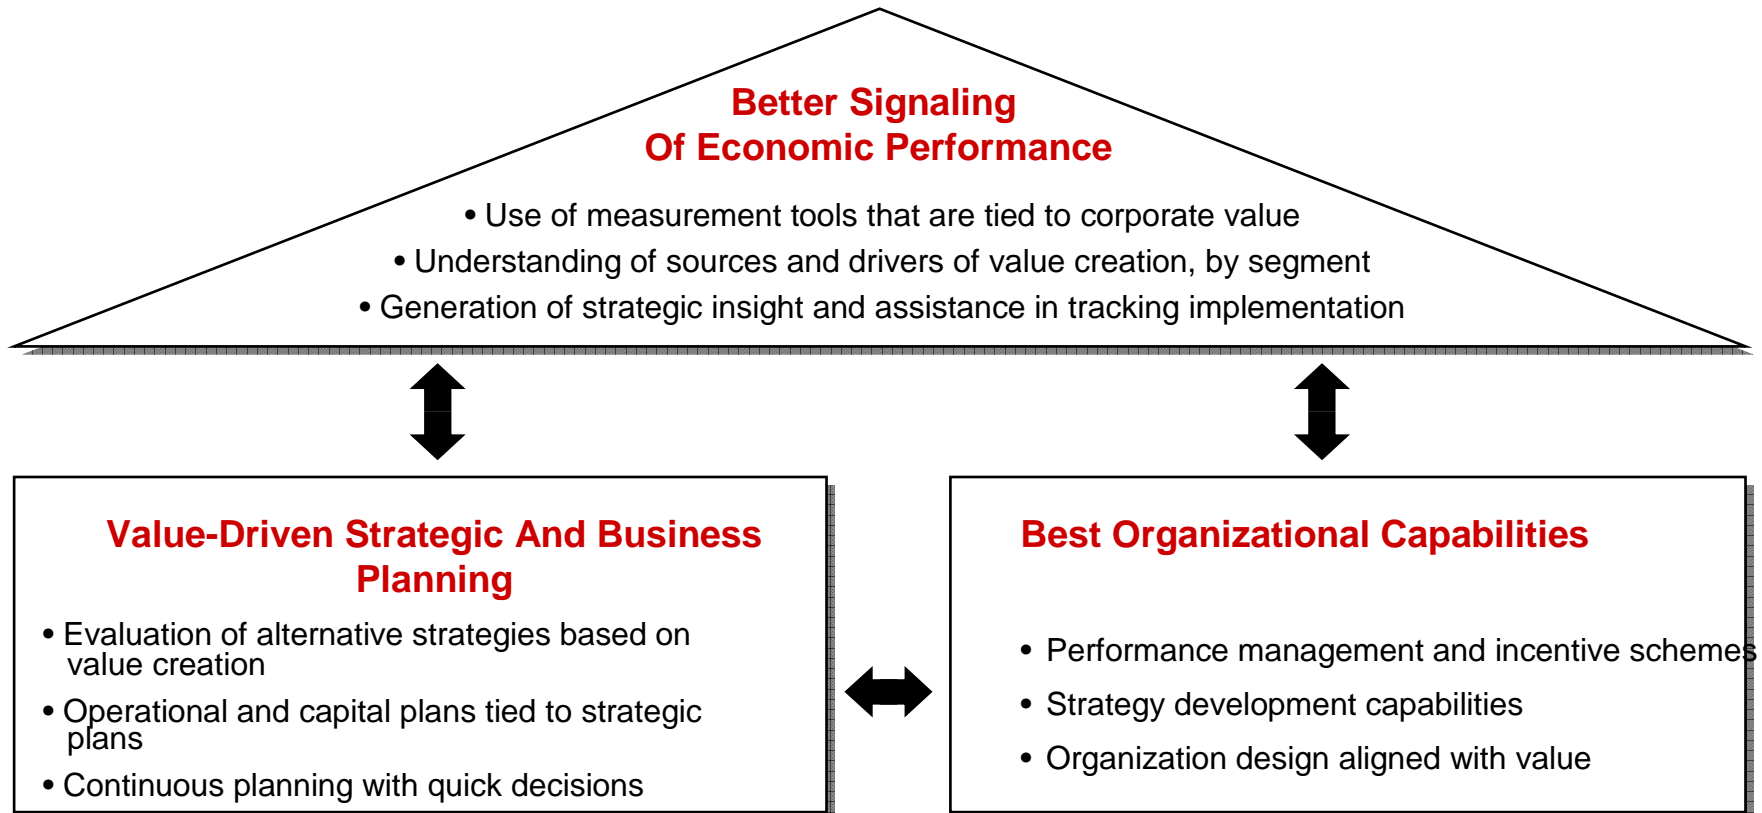 Better Signaling
Of Economic Performance
• Use of measurement tools that are tied to corporate value
• Understanding of sources and drivers of value creation, by segment
• Generation of strategic insight and assistance in tracking implementation
Value-Driven Strategic And Business
Planning
• Evaluation of alternative strategies based on
value creation
• Operational and capital plans tied to strategic
plans
• Continuous planning with quick decisions
Best Organizational Capabilities
• Performance management and incentive schemes
• Strategy development capabilities
• Organization design aligned with value